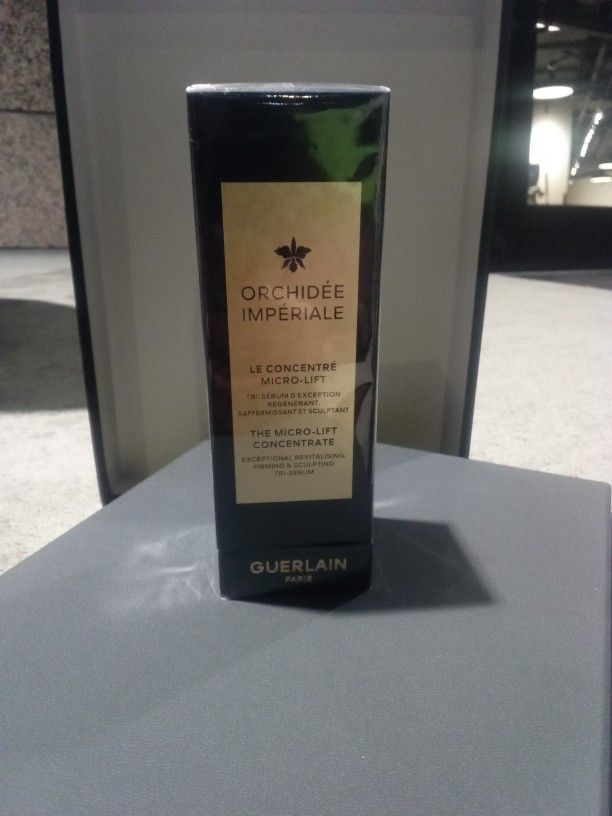 ORCHIDÉE
IMPÉRIALE
LE CONCENTRÉ
MICRO-LIFT
TRI-SÉRUM D'EXCEPTION
RÉGÉNÉRANT,
RAFFERMISSANT ET SCULPTANT
THE MICRO-LIFT
CONCENTRATE
EXCEPTIONAL REVITALISING,
FIRMING & SCULPTING
TRI-SERUM
GUERLAIN
PARIS